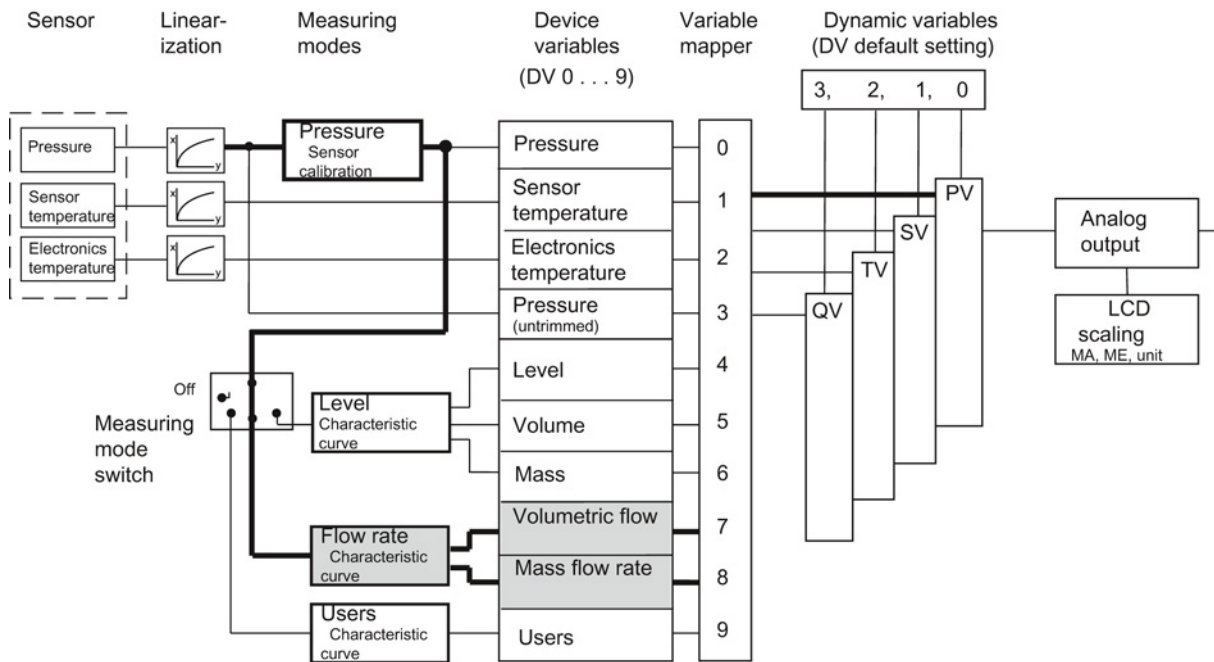 Sensor
Linear-
ization
Measuring
modes
Device
variables
(DV 0 . . . 9)
Variable
mapper
Dynamic variables
(DV default setting)
3, 2, 1, 0
Pressure
x
y
Pressure
Sensor
calibration
Pressure
0
Sensor
temperature
x
y
Sensor
temperature
1
PV
Electronics
temperature
x
y
Electronics
temperature
2
SV
TV
QV
Analog
output
Pressure
(untrimmed)
3
LCD
scaling
MA, ME, unit
Off
Measuring
mode
switch
Level
Characteristic
curve
Level
4
Volume
5
Mass
6
Flow rate
Characteristic
curve
Volumetric flow
7
Mass flow rate
8
Users
Characteristic
curve
Users
9